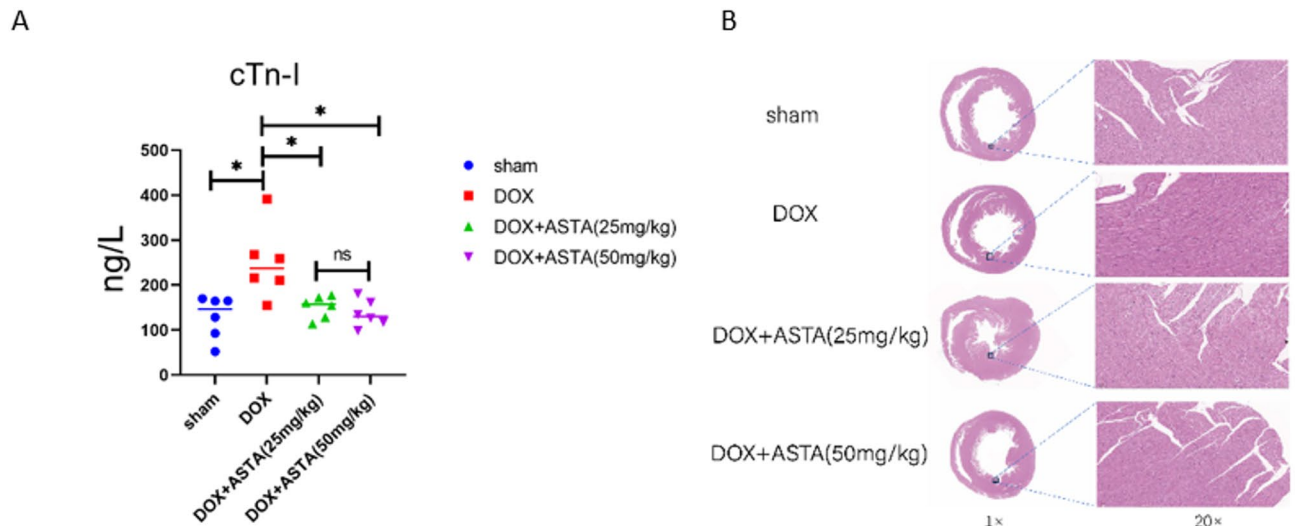 A
cTn-I
*
*
*
500
400
300
200
100
0
ng/L
ns
sham
DOX
DOX+ASTA(25mg/kg)
DOX+ASTA(50mg/kg)
sham
DOX
DOX+ASTA(25mg/kg)
DOX+ASTA(50mg/kg)
B
sham
DOX
DOX+ASTA(25mg/kg)
DOX+ASTA(50mg/kg)
1×
20×